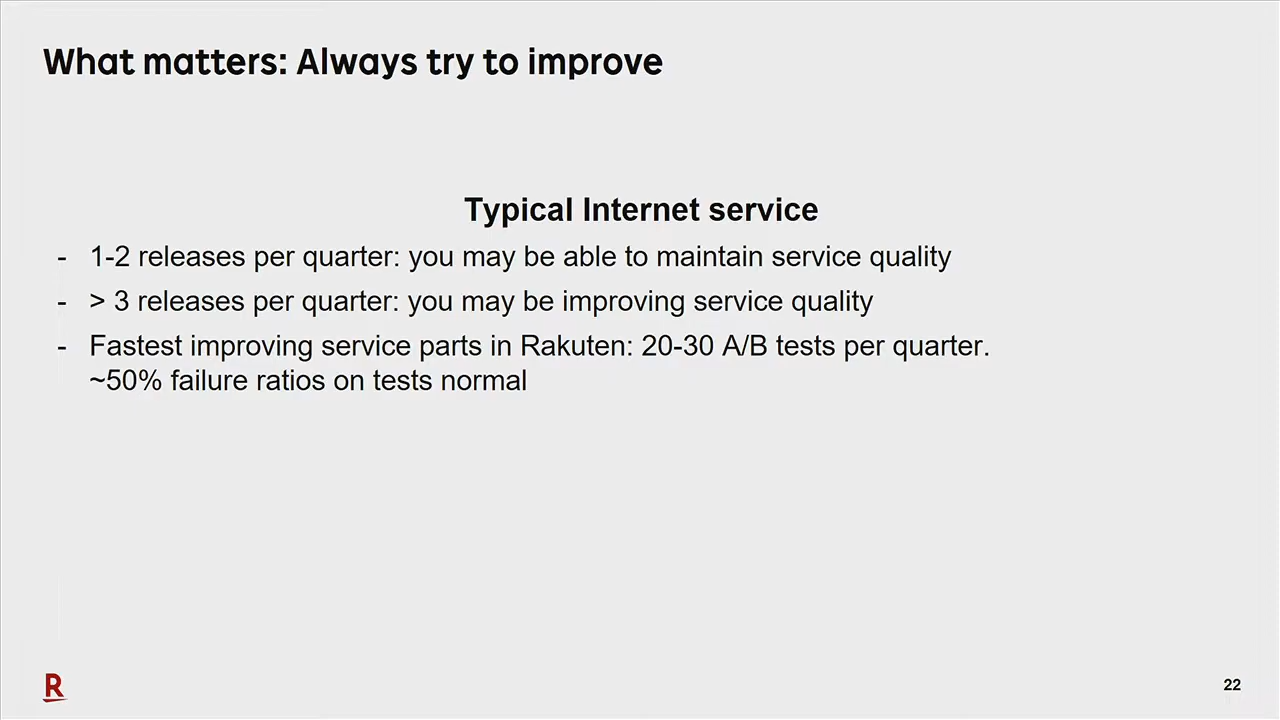 What matters: Always try to improve
Typical Internet service
- 1-2 releases per quarter: you may be able to maintain service quality
- > 3 releases per quarter: you may be improving service quality
- Fastest improving service parts in Rakuten: 20-30 A/B tests per quarter.
~50% failure ratios on tests normal
R
22